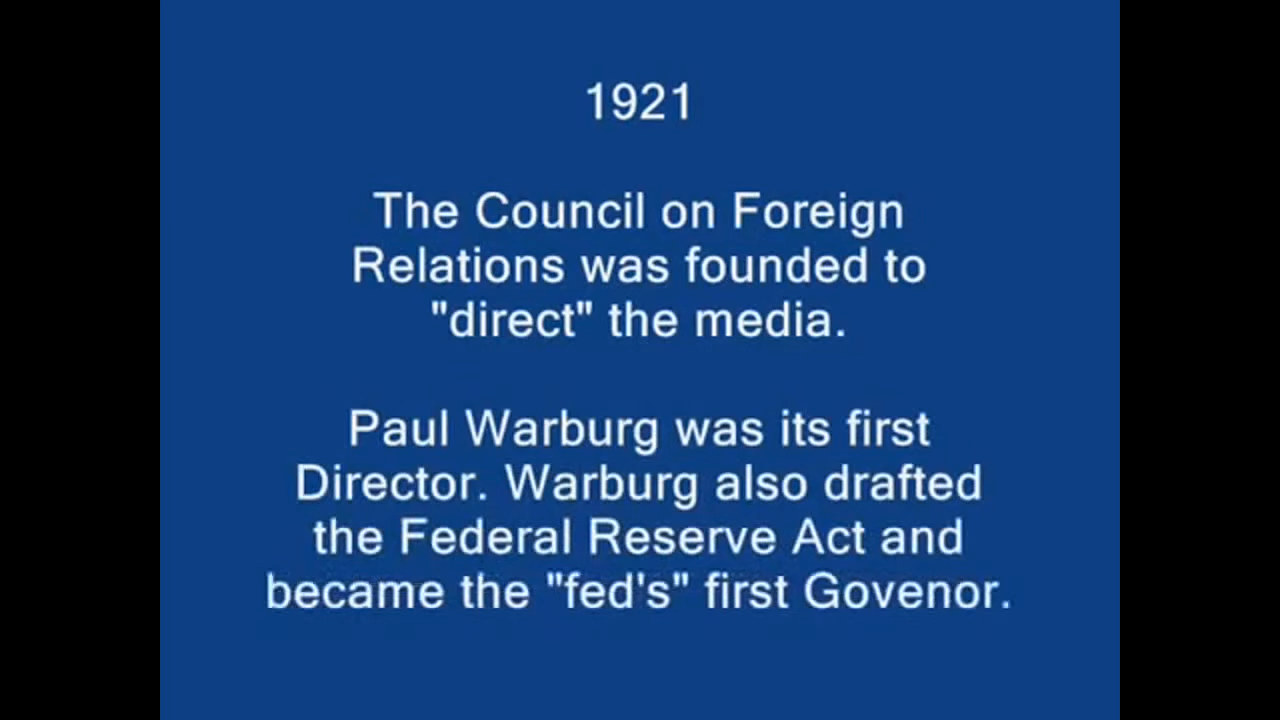 1921
The Council on Foreign
Relations was founded to
"direct" the media.
Paul Warburg was its first
Director. Warburg also drafted
the Federal Reserve Act and
became the "fed's" first Govenor.